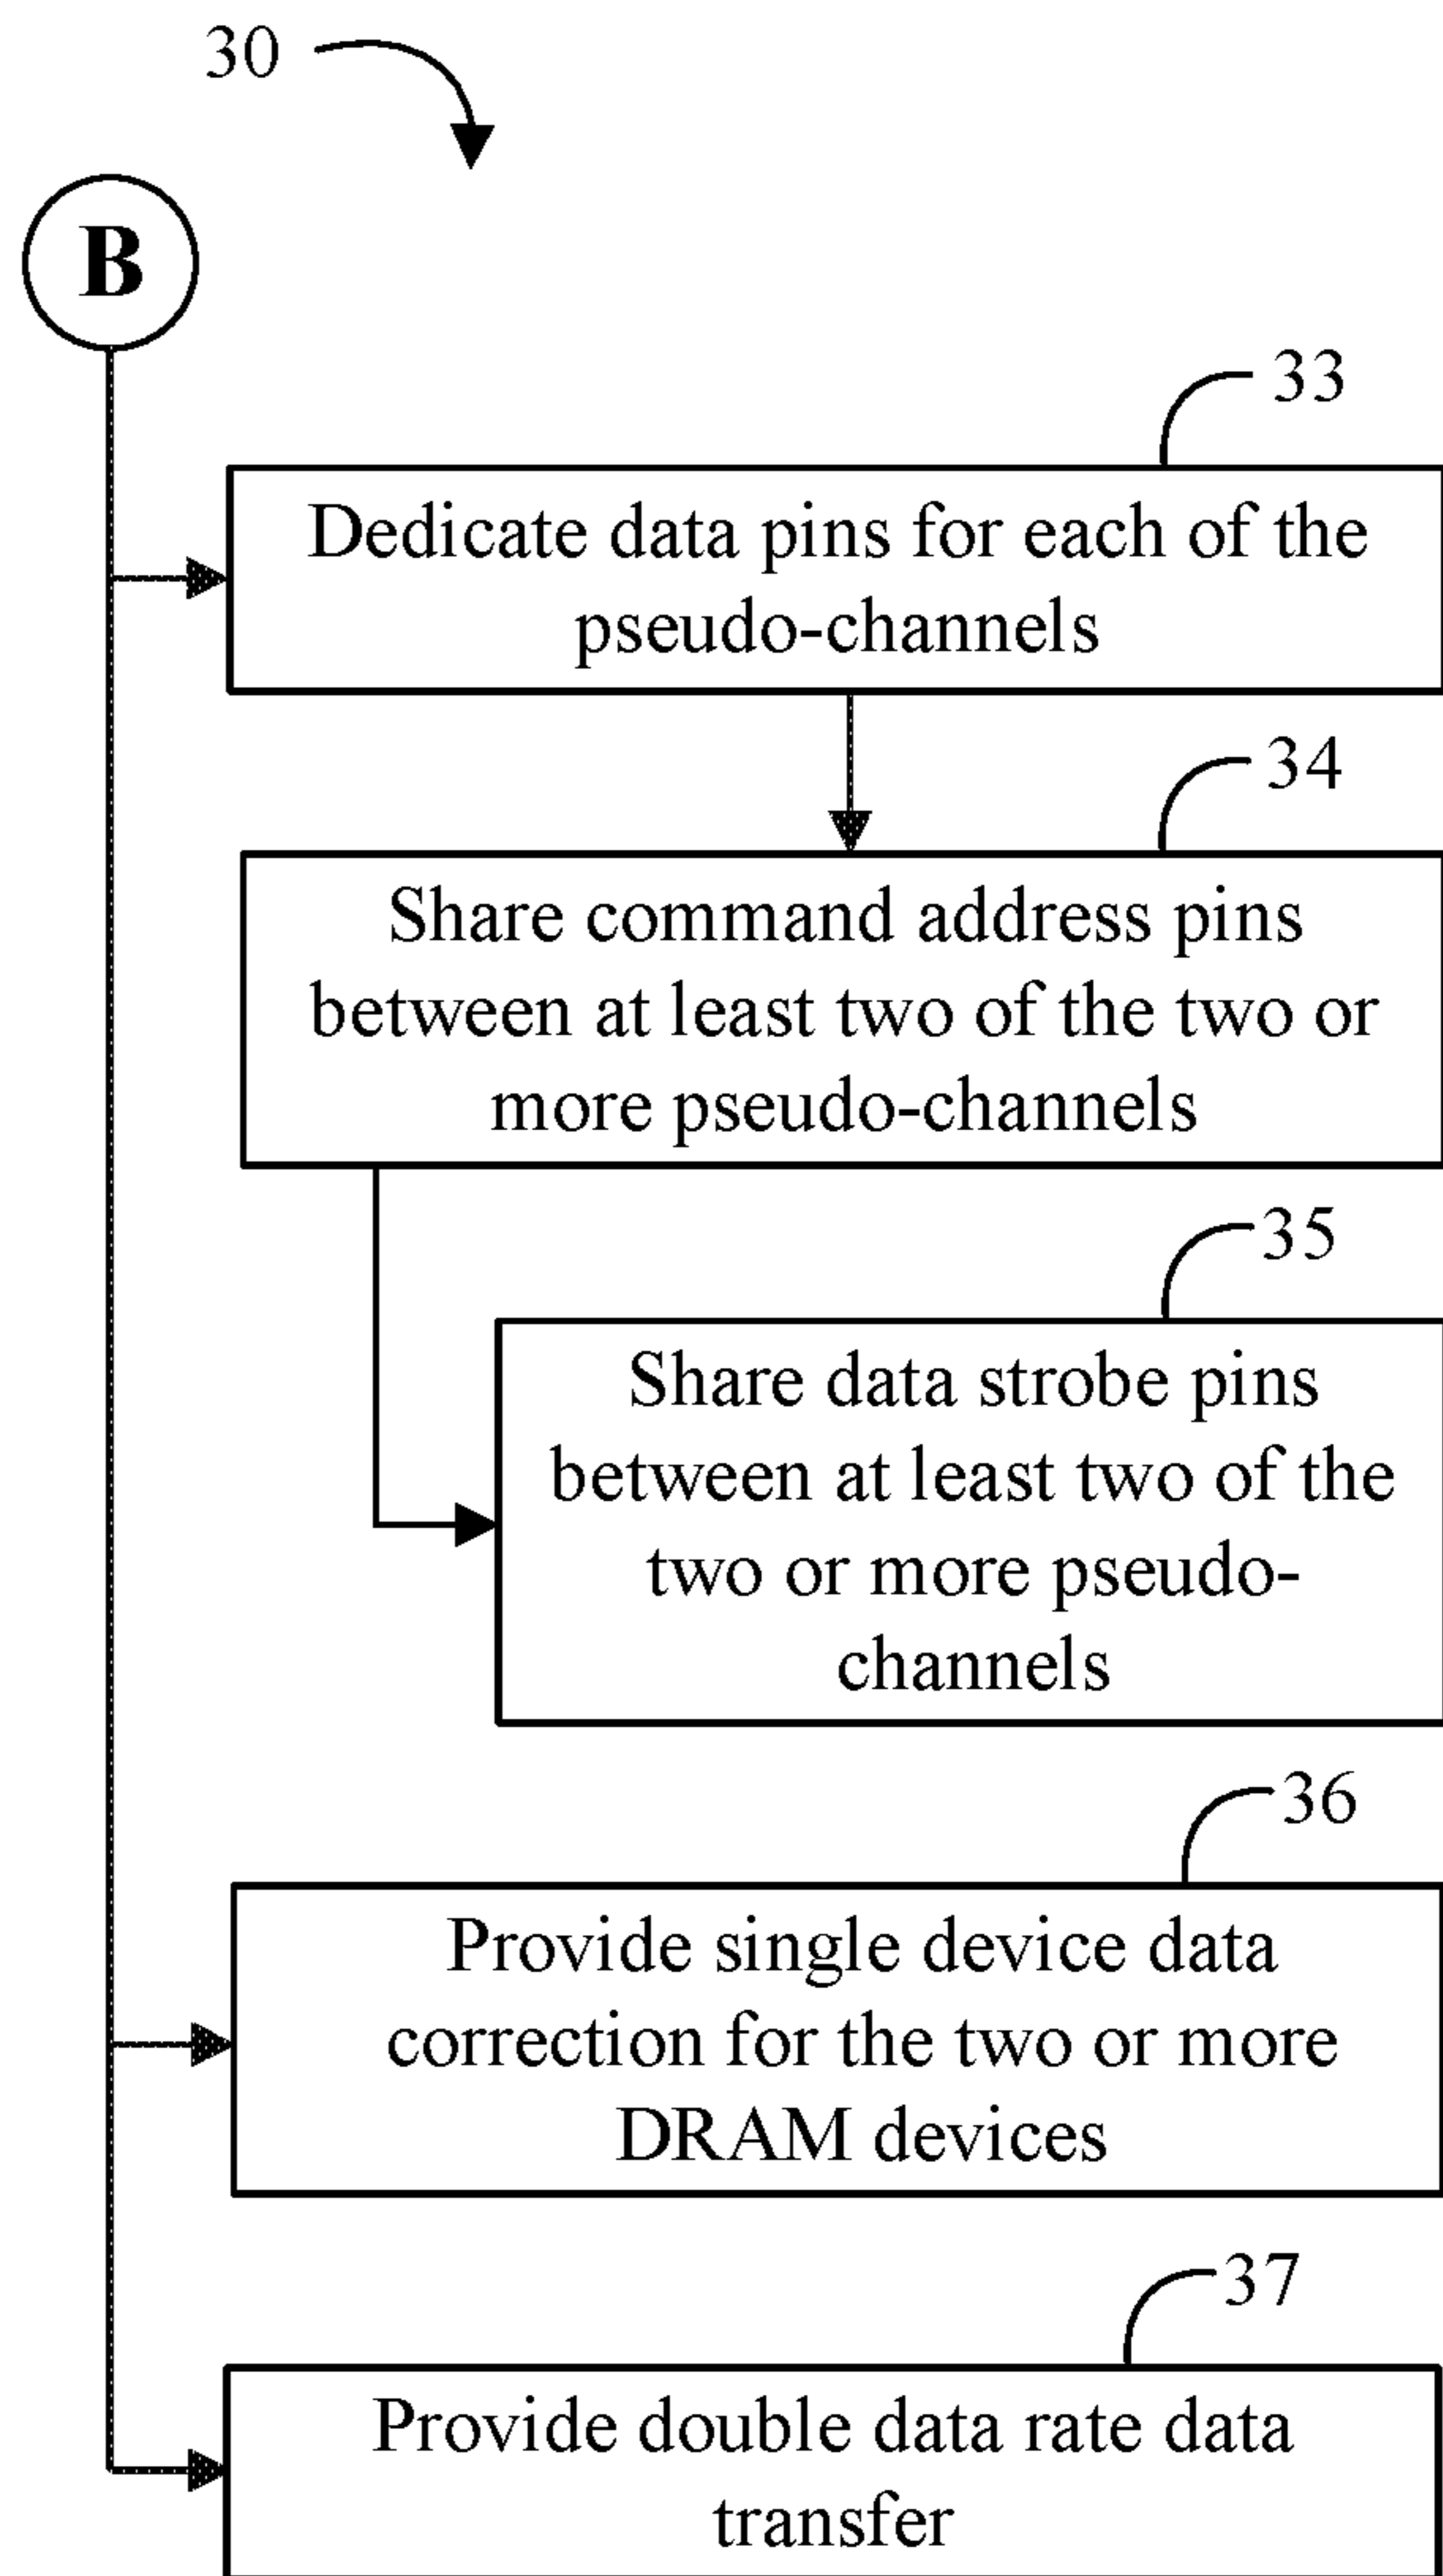 30
B
33
Dedicate data pins for each of the
pseudo-channels
34
Share command address pins
between at least two of the two or
more pseudo-channels
35
Share data strobe pins
between at least two of the
two or more pseudo-
channels
36
Provide single device data
correction for the two or more
DRAM devices
37
Provide double data rate data
transfer